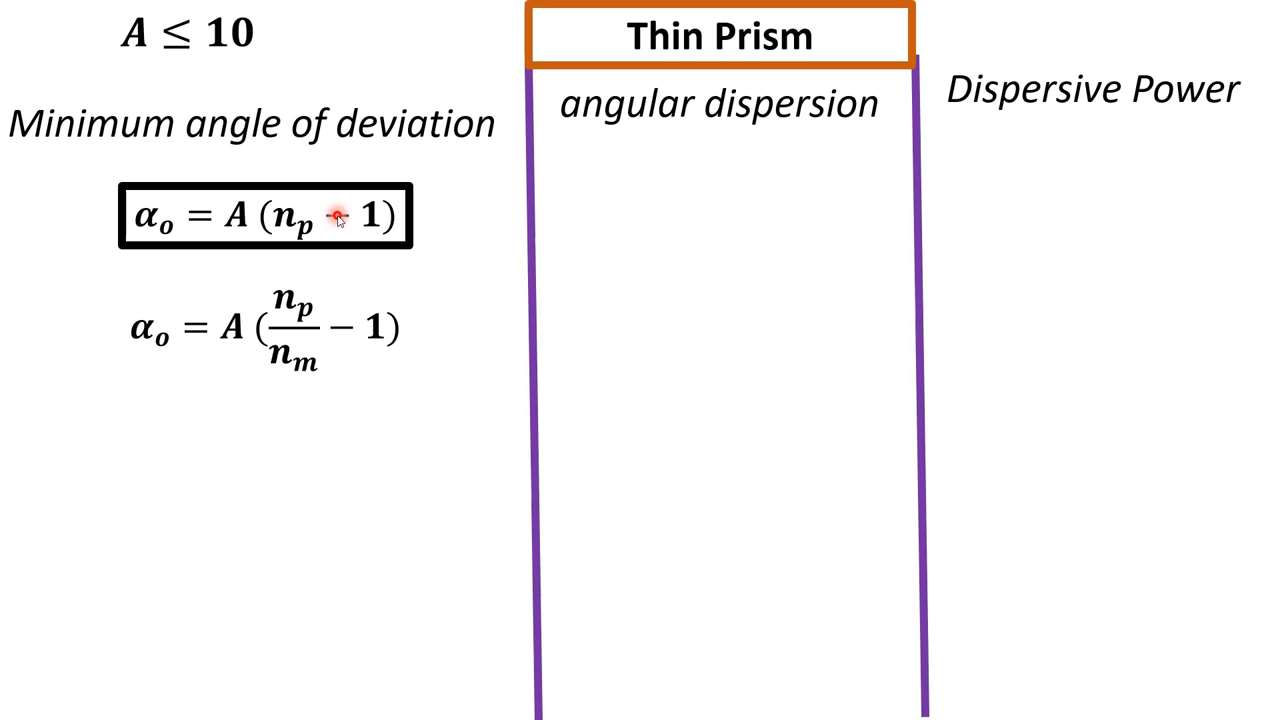 A ≤ 10
Thin Prism
Minimum angle of deviation
angular dispersion
Dispersive Power
αₒ = A (nₚ − 1)
αₒ = A (nₚ/nₘ − 1)